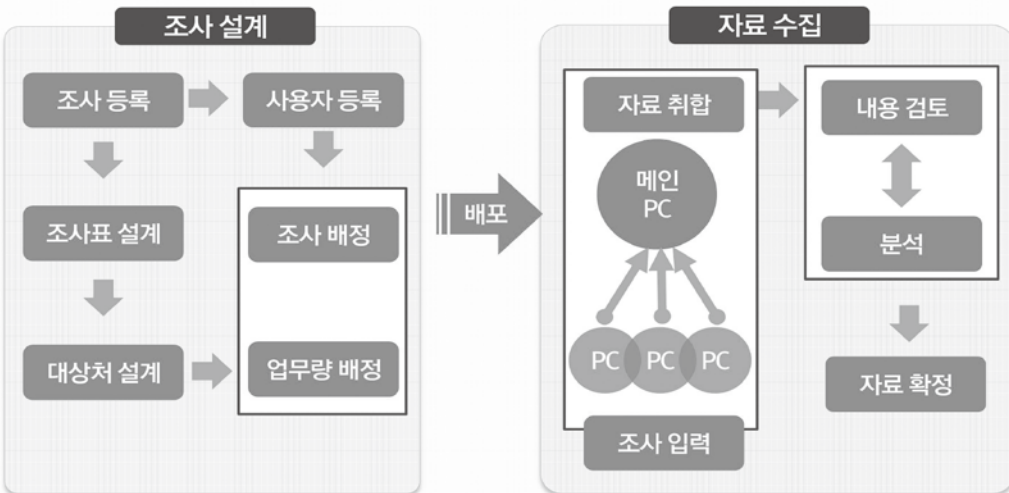 조사 설계
조사 등록
사용자 등록
조사표 설계
조사 배정
대상처 설계
업무량 배정
배포
자료 수집
자료 취합
내용 검토
메인
PC
분석
PC
PC
PC
자료 확정
조사 입력